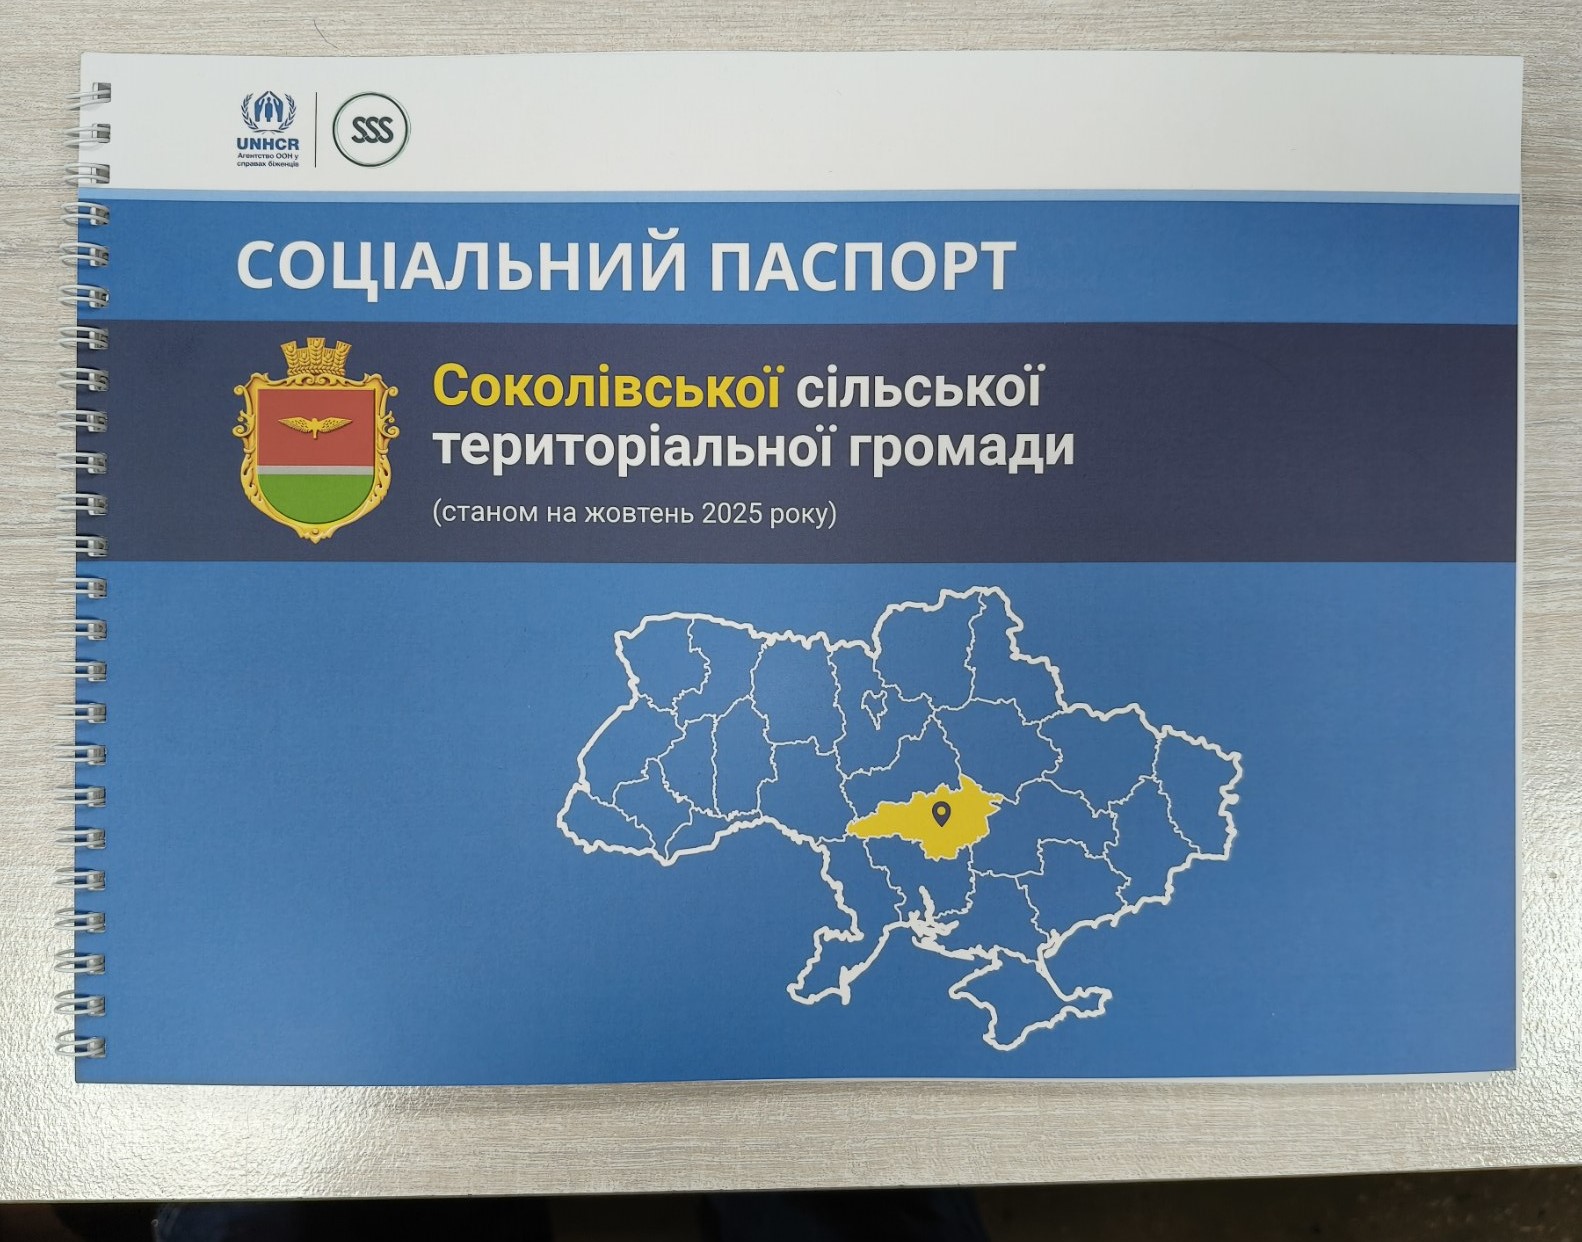 UNHCR
Агентство ООН у
справах біженців
SSS
СОЦІАЛЬНИЙ ПАСПОРТ
Соколівської сільської
територіальної громади
(станом на жовтень 2025 року)